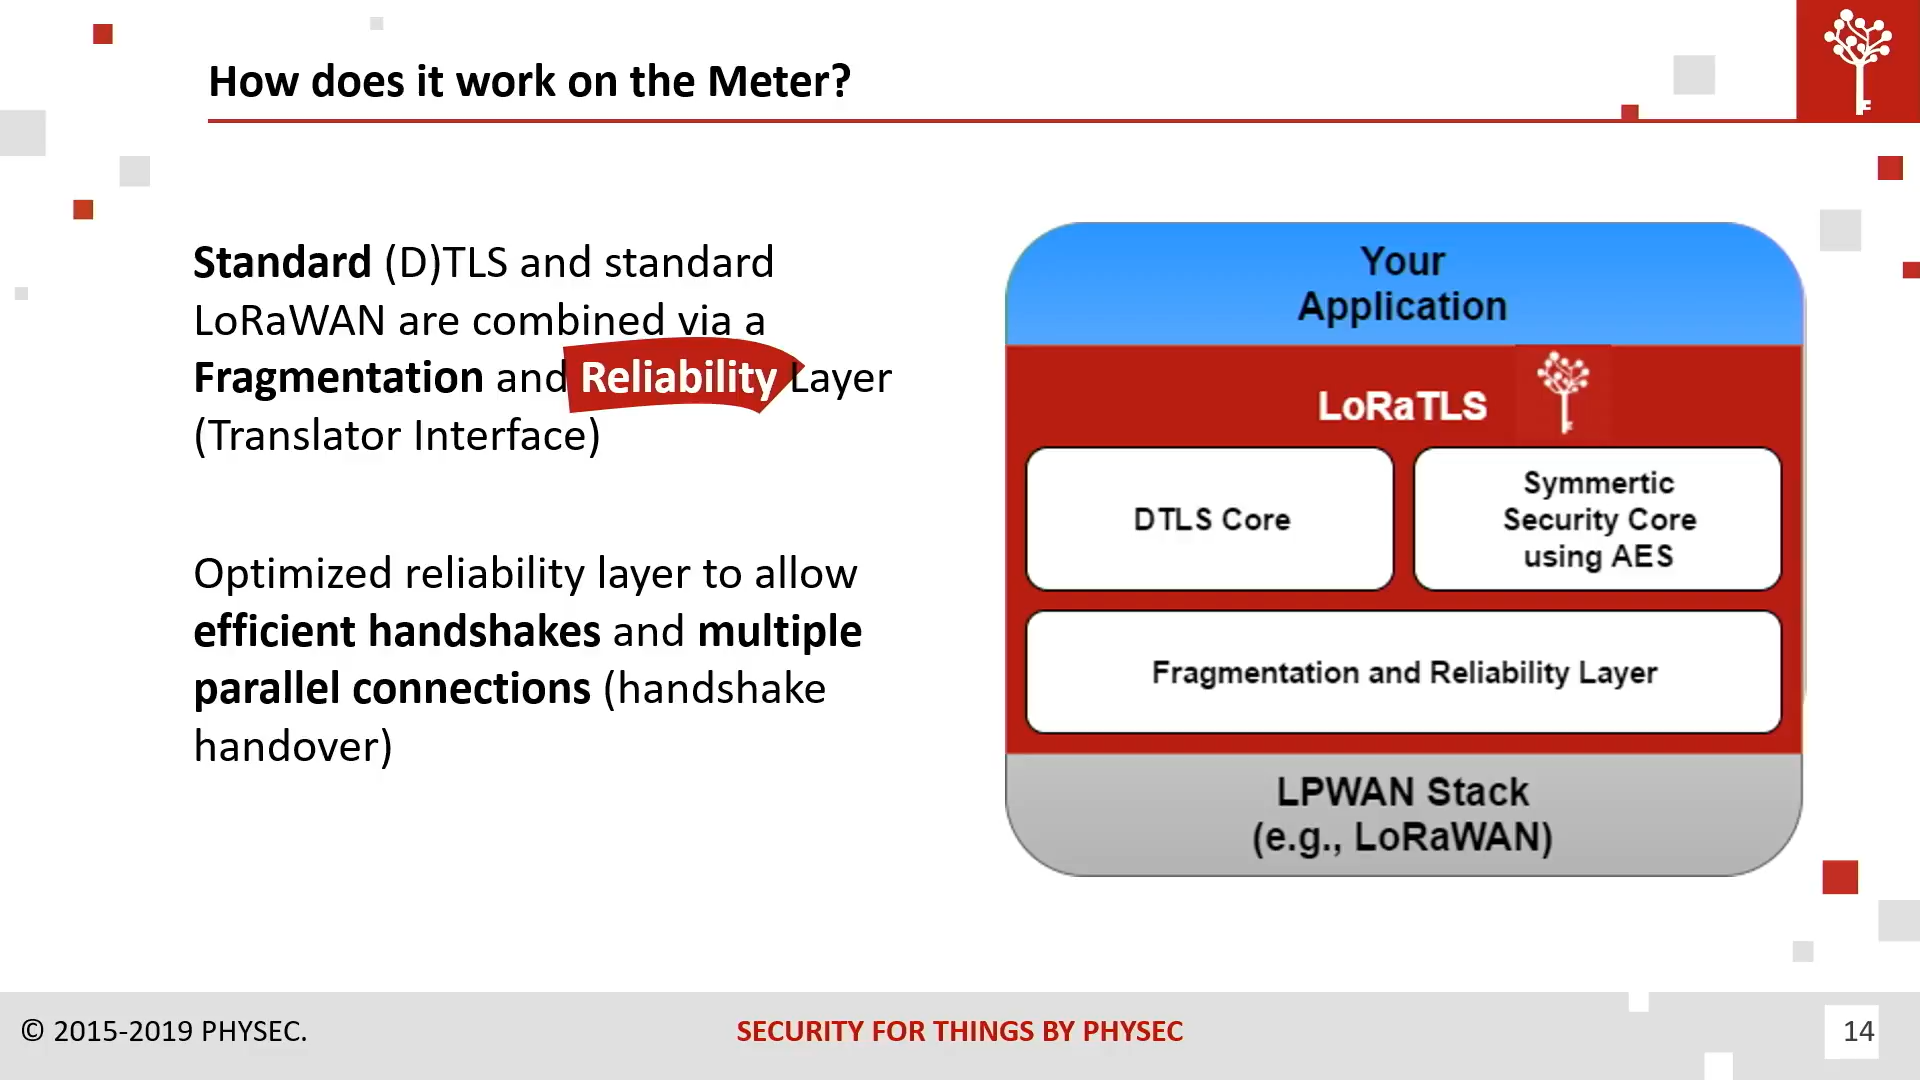 How does it work on the Meter?
Standard (D)TLS and standard
LoRaWAN are combined via a
Fragmentation and Reliability Layer
(Translator Interface)
Optimized reliability layer to allow
efficient handshakes and multiple
parallel connections (handshake
handover)
Your
Application
LoRaTLS
DTLS Core
Symmertic
Security Core
using AES
Fragmentation and Reliability Layer
LPWAN Stack
(e.g., LoRaWAN)
© 2015-2019 PHYSEC.
SECURITY FOR THINGS BY PHYSEC
14